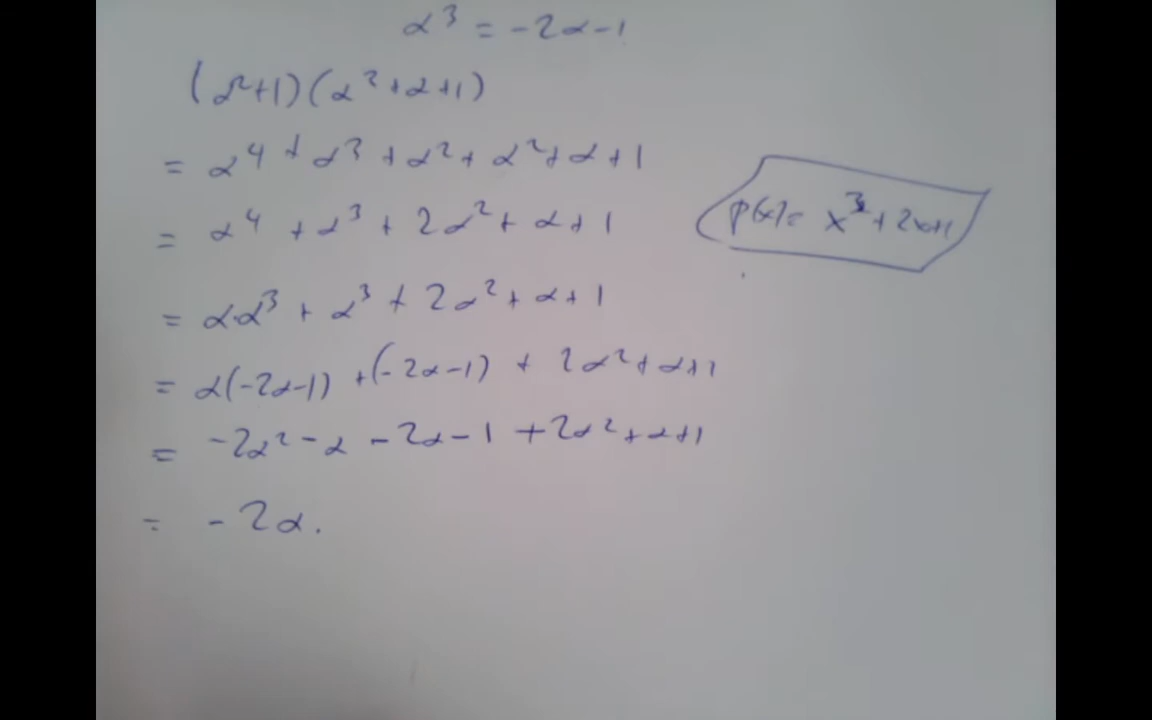 α³ = -2α-1
(α²+1)(α²+α+1)
= α⁴ + α³ + α² + α² + α + 1
= α⁴ + α³ + 2α² + α + 1
p(x) = x³ + 2x+1
= α·α³ + α³ + 2α² + α + 1
= α(-2α-1) + (-2α-1) + 2α² + α+1
= -2α² - α - 2α - 1 + 2α² + α+1
= -2α.